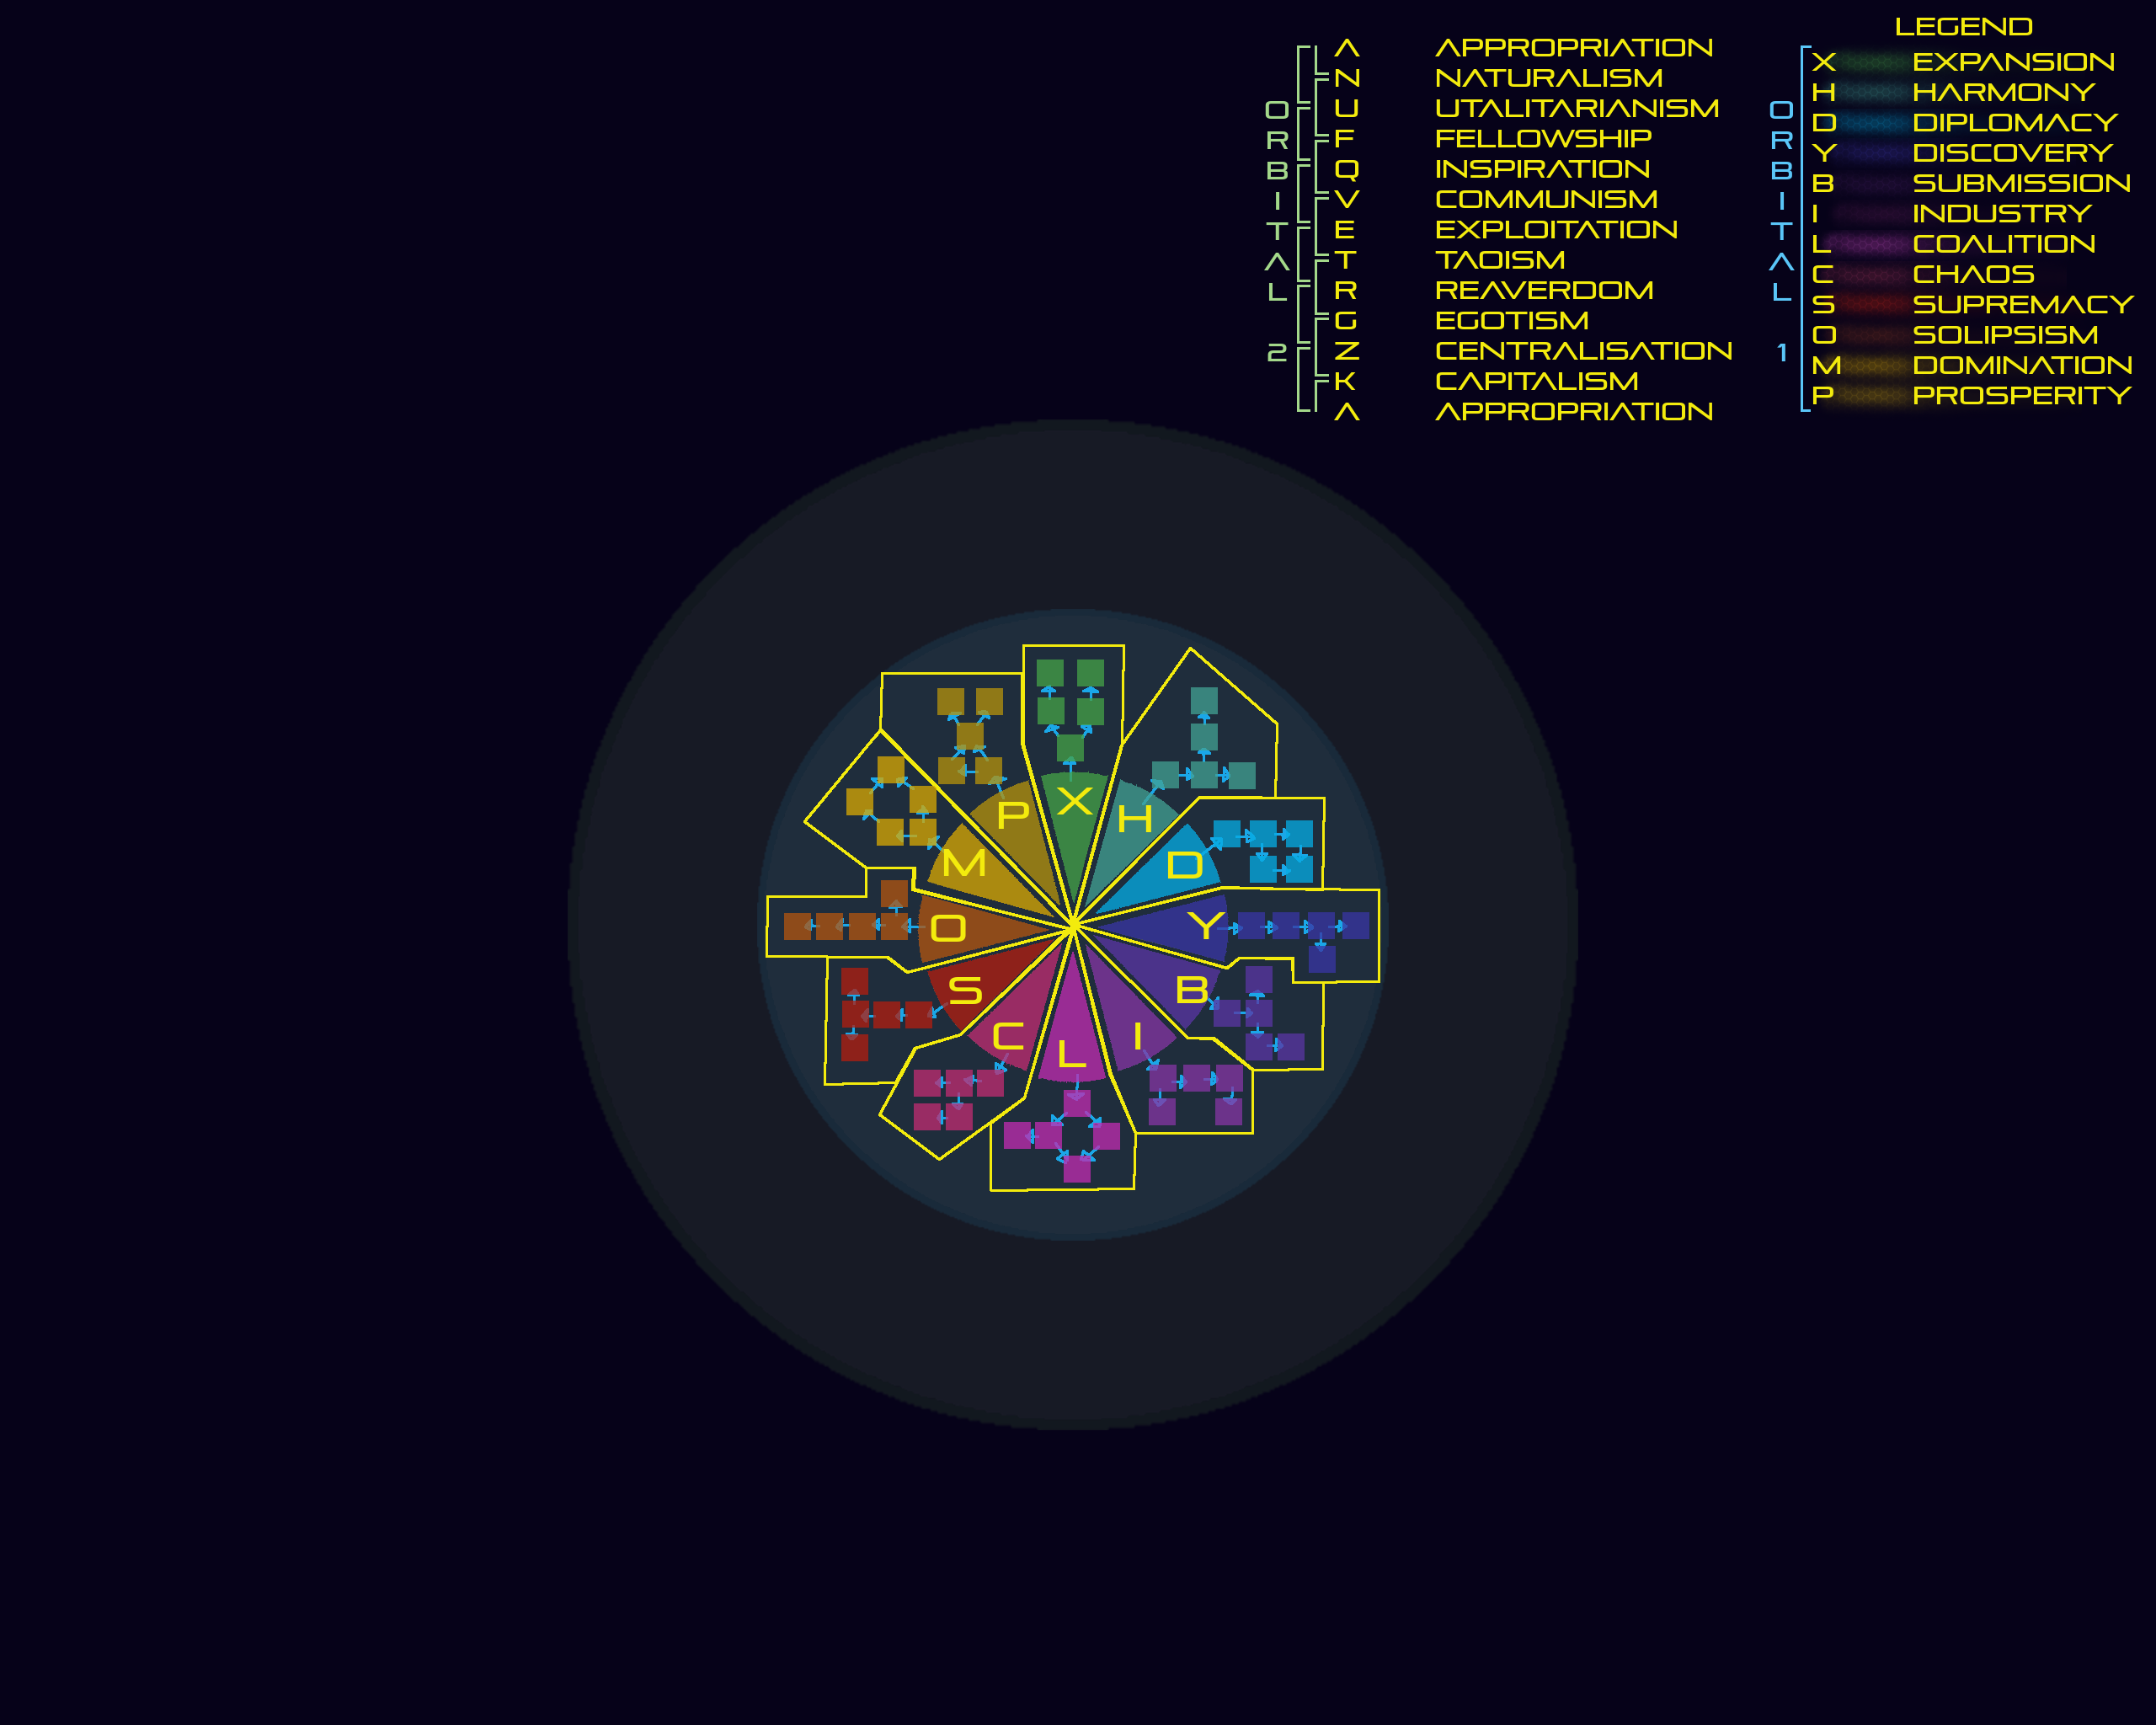 LEGEND
A APPROPRIATION
N NATURALISM
U UTALITARIANISM
F FELLOWSHIP
Q INSPIRATION
V COMMUNISM
E EXPLOITATION
T TAOISM
R REAVERDOM
G EGOTISM
Z CENTRALISATION
K CAPITALISM
A APPROPRIATION
ORBITAL 2
X EXPANSION
H HARMONY
D DIPLOMACY
Y DISCOVERY
B SUBMISSION
I INDUSTRY
L COALITION
C CHAOS
S SUPREMACY
O SOLIPSISM
M DOMINATION
P PROSPERITY
ORBITAL 1
X
H
D
Y
B
I
L
C
S
O
M
P